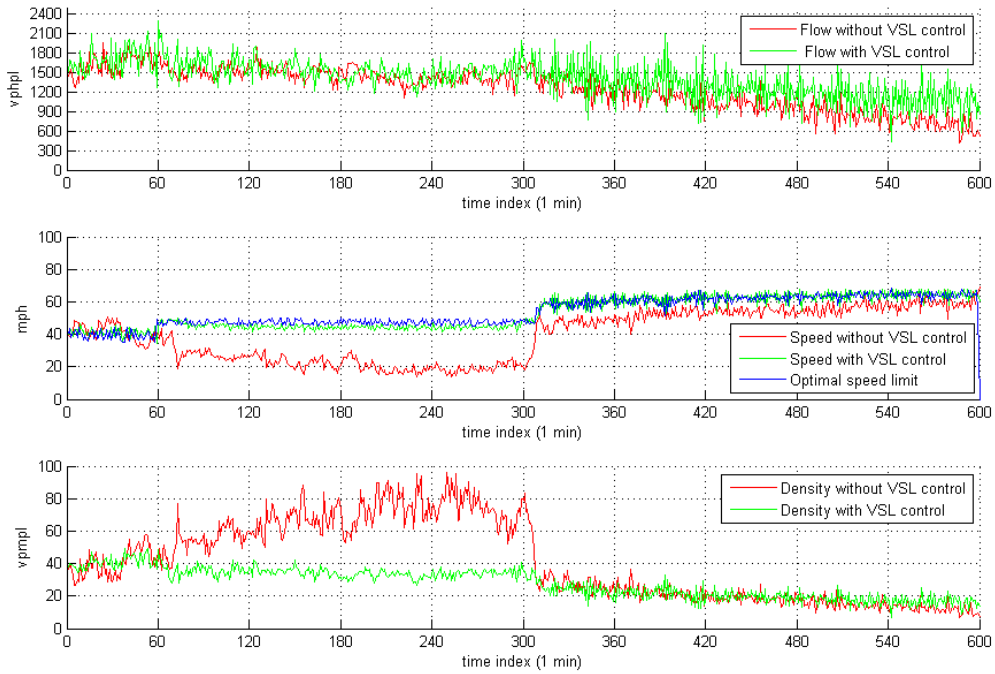 2400
2100
1800
1500
1200
900
600
300
0
vphpl
Flow without VSL control
Flow with VSL control
0 60 120 180 240 300 360 420 480 540 600
time index (1 min)
100
80
60
40
20
0
mph
Speed without VSL control
Speed with VSL control
Optimal speed limit
0 60 120 180 240 300 360 420 480 540 600
time index (1 min)
100
80
60
40
20
0
vpmpl
Density without VSL control
Density with VSL control
0 60 120 180 240 300 360 420 480 540 600
time index (1 min)